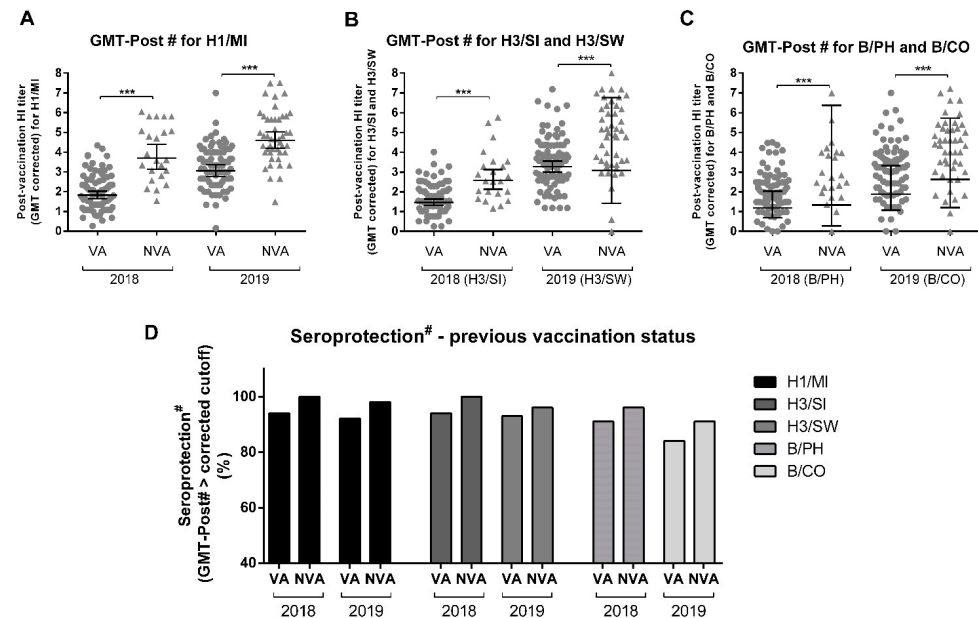 A
GMT-Post # for H1/MI
Post-vaccination HI titer
(GMT corrected) for H1/MI
8
7
6
5
4
3
2
1
0
***
***
VA NVA VA NVA
2018 2019
B
GMT-Post # for H3/SI and H3/SW
Post-vaccination HI titer
(GMT corrected) for H3/SI and H3/SW
8
7
6
5
4
3
2
1
0
***
***
VA NVA VA NVA
2018 (H3/SI) 2019 (H3/SW)
C
GMT-Post # for B/PH and B/CO
Post-vaccination HI titer
(GMT corrected) for B/PH and B/CO
8
7
6
5
4
3
2
1
0
***
***
VA NVA VA NVA
2018 (B/PH) 2019 (B/CO)
D
Seroprotection# - previous vaccination status
Seroprotection#
(GMT-Post# > corrected cutoff)
(%)
100
80
60
40
VA NVA VA NVA VA NVA VA NVA VA NVA VA NVA
2018 2019 2018 2019 2018 2019
H1/MI
H3/SI
H3/SW
B/PH
B/CO